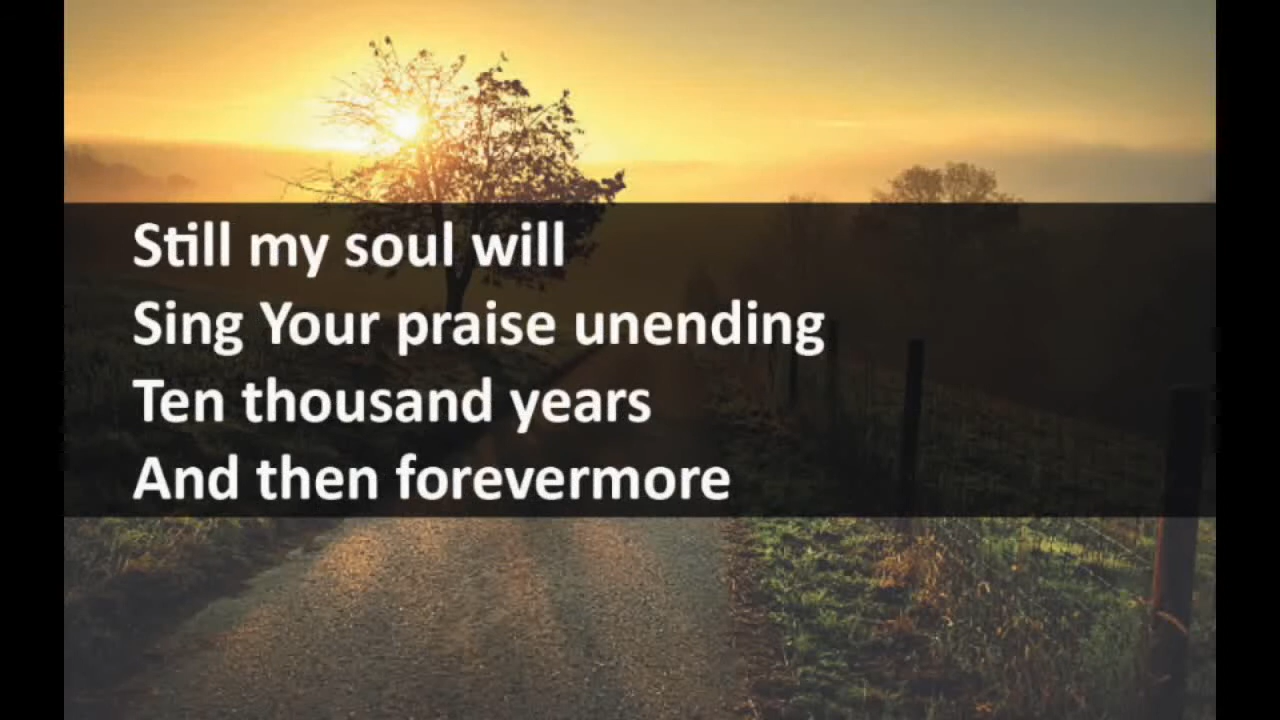 Still my soul will
Sing Your praise unending
Ten thousand years
And then forevermore